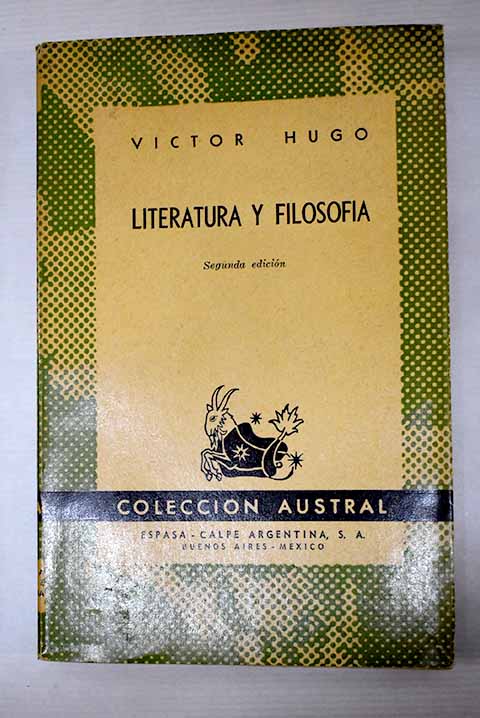 VICTOR HUGO
LITERATURA Y FILOSOFIA
Segunda edición
COLECCION AUSTRAL
ESPASA - CALPE ARGENTINA, S. A.
BUENOS AIRES - MEXICO